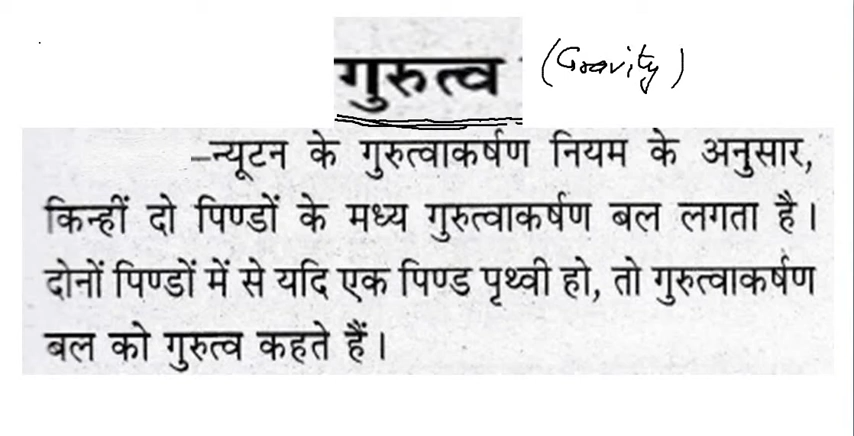 गुरुत्व (Gravity)
–न्यूटन के गुरुत्वाकर्षण नियम के अनुसार,
किन्हीं दो पिण्डों के मध्य गुरुत्वाकर्षण बल लगता है।
दोनों पिण्डों में से यदि एक पिण्ड पृथ्वी हो, तो गुरुत्वाकर्षण
बल को गुरुत्व कहते हैं।